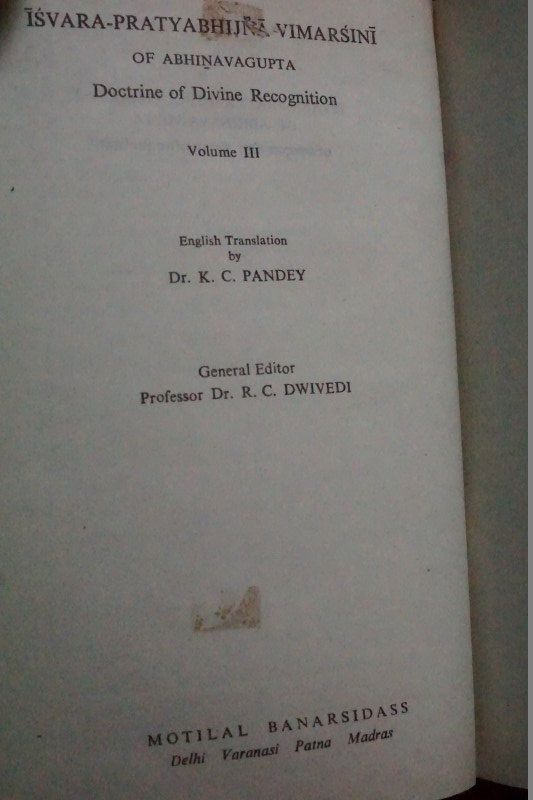 ĪŚVARA-PRATYABHIJÑĀ VIMARŚINĪ
OF ABHINAVAGUPTA
Doctrine of Divine Recognition
Volume III
English Translation
by
Dr. K. C. PANDEY
General Editor
Professor Dr. R. C. DWIVEDI
MOTILAL BANARSIDASS
Delhi Varanasi Patna Madras